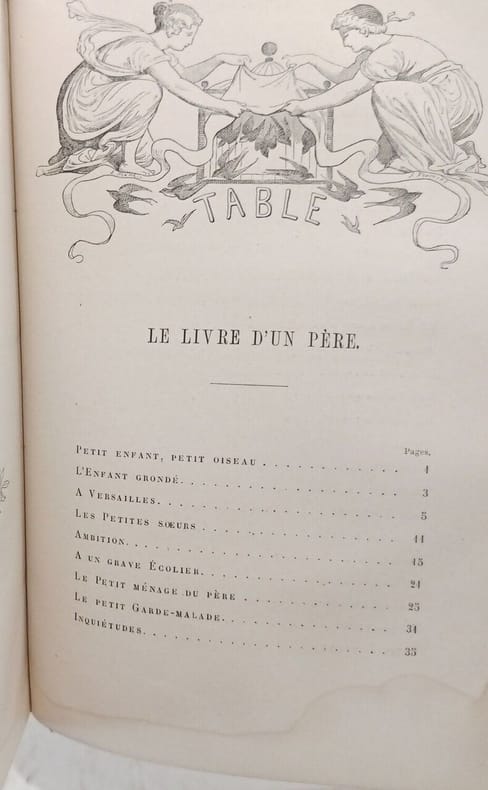 TABLE
LE LIVRE D'UN PÈRE.
Pages.
PETIT ENFANT, PETIT OISEAU . . . . . . . . . . . . 1
L'ENFANT GRONDÉ. . . . . . . . . . . . . . . . . 3
A VERSAILLES. . . . . . . . . . . . . . . . . . 5
LES PETITES SŒURS . . . . . . . . . . . . . . . 11
AMBITION. . . . . . . . . . . . . . . . . . . . 15
A UN GRAVE ÉCOLIER. . . . . . . . . . . . . . . 21
LE PETIT MÉNAGE DU PÈRE . . . . . . . . . . . . 25
LE PETIT GARDE-MALADE. . . . . . . . . . . . . . 31
INQUIÉTUDES. . . . . . . . . . . . . . . . . . . 35